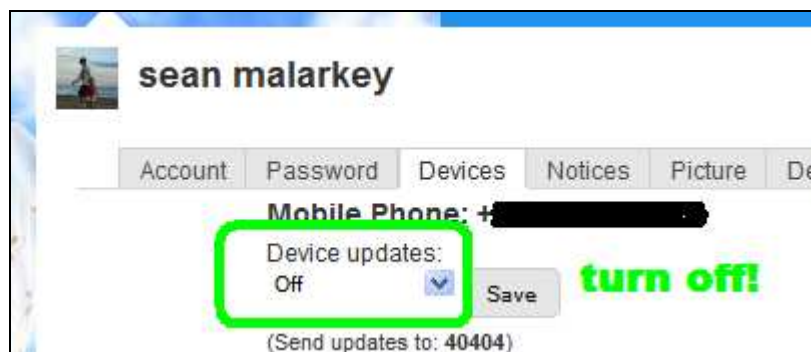 sean malarkey
Account Password Devices Notices Picture De
Mobile Phone: +
Device updates:
Off
Save
turn off!
(Send updates to: 40404)